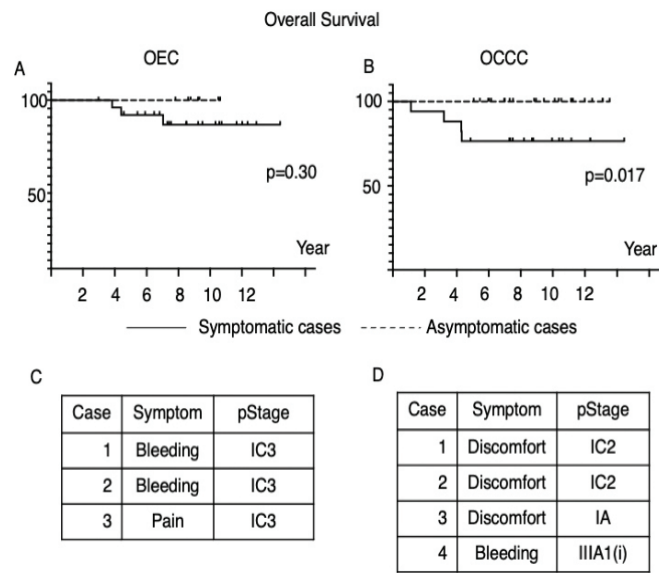 Overall Survival
A
OEC
100
50
p=0.30
Year
2 4 6 8 10 12
B
OCCC
100
50
p=0.017
Year
2 4 6 8 10 12
Symptomatic cases
Asymptomatic cases
C
Case Symptom pStage
1 Bleeding IC3
2 Bleeding IC3
3 Pain IC3
D
Case Symptom pStage
1 Discomfort IC2
2 Discomfort IC2
3 Discomfort IA
4 Bleeding IIIA1(i)